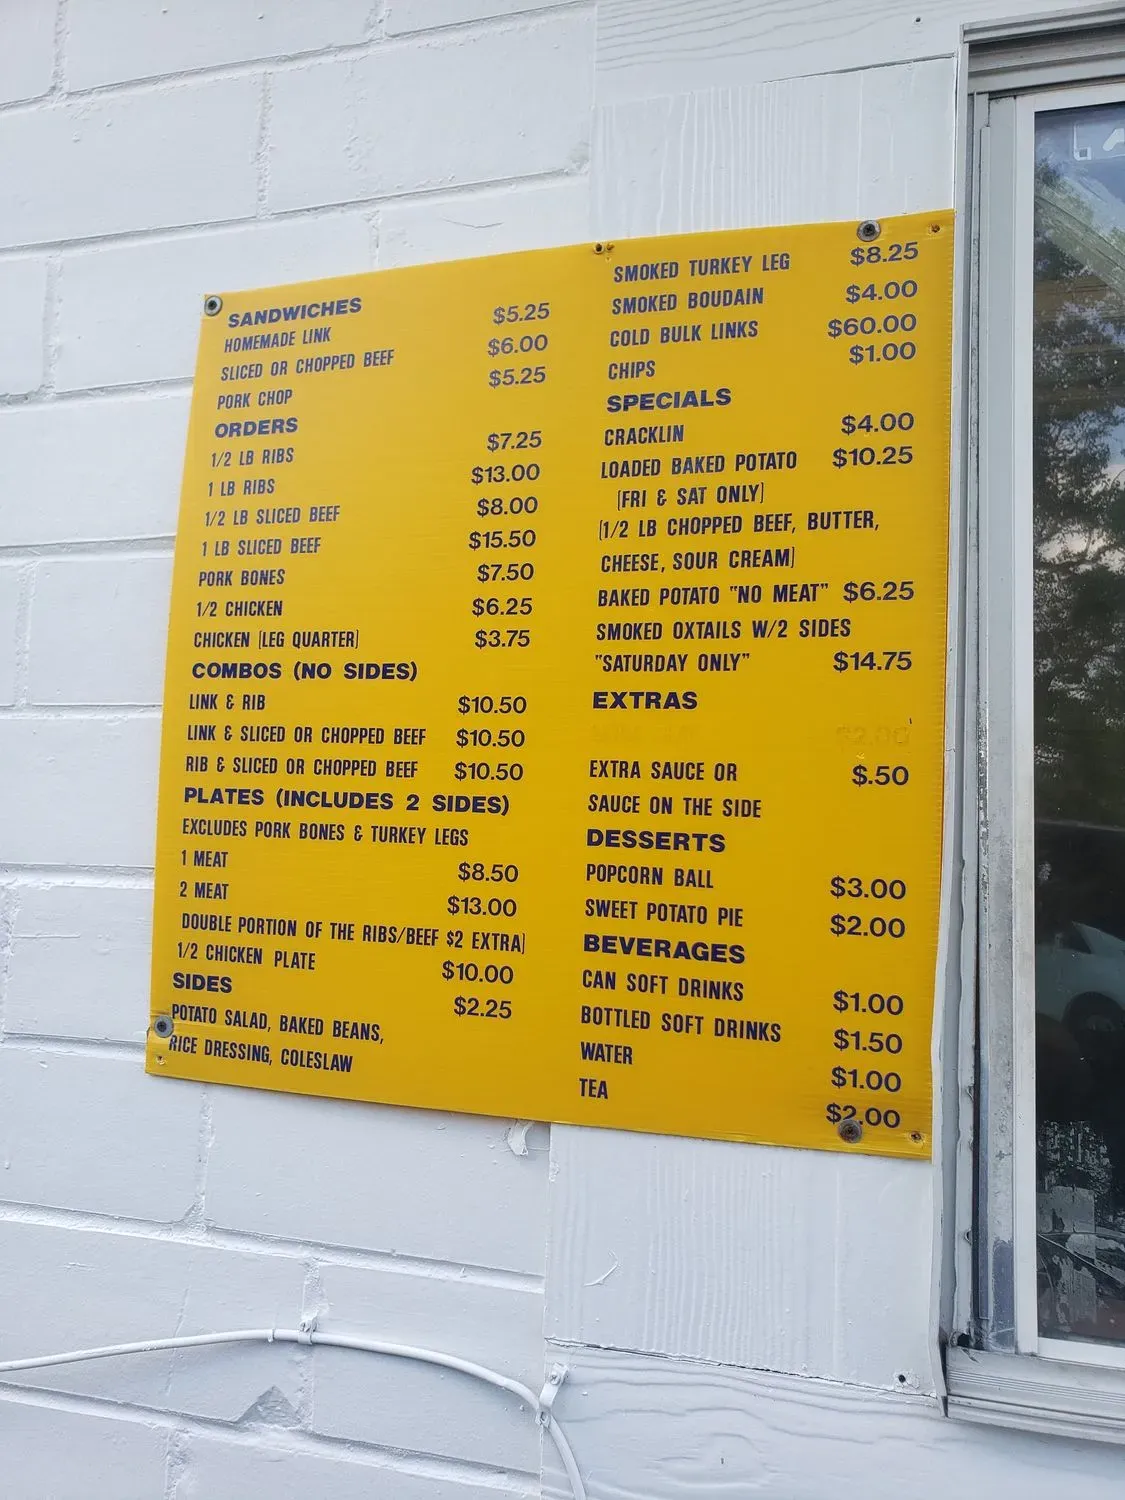 SANDWICHES
HOMEMADE LINK $5.25
SLICED OR CHOPPED BEEF $6.00
PORK CHOP $5.25
ORDERS
1/2 LB RIBS $7.25
1 LB RIBS $13.00
1/2 LB SLICED BEEF $8.00
1 LB SLICED BEEF $15.50
PORK BONES $7.50
1/2 CHICKEN $6.25
CHICKEN (LEG QUARTER) $3.75
COMBOS (NO SIDES)
LINK & RIB $10.50
LINK & SLICED OR CHOPPED BEEF $10.50
RIB & SLICED OR CHOPPED BEEF $10.50
PLATES (INCLUDES 2 SIDES)
EXCLUDES PORK BONES & TURKEY LEGS
1 MEAT $8.50
2 MEAT $13.00
DOUBLE PORTION OF THE RIBS/BEEF $2 EXTRA)
1/2 CHICKEN PLATE $10.00
SIDES $2.25
POTATO SALAD, BAKED BEANS,
RICE DRESSING, COLESLAW
SMOKED TURKEY LEG $8.25
SMOKED BOUDAIN $4.00
COLD BULK LINKS $60.00
CHIPS $1.00
SPECIALS
CRACKLIN $4.00
LOADED BAKED POTATO $10.25
(FRI & SAT ONLY)
(1/2 LB CHOPPED BEEF, BUTTER,
CHEESE, SOUR CREAM)
BAKED POTATO "NO MEAT" $6.25
SMOKED OXTAILS W/2 SIDES
"SATURDAY ONLY" $14.75
EXTRAS
$2.00
EXTRA SAUCE OR $.50
SAUCE ON THE SIDE
DESSERTS
POPCORN BALL $3.00
SWEET POTATO PIE $2.00
BEVERAGES
CAN SOFT DRINKS $1.00
BOTTLED SOFT DRINKS $1.50
WATER $1.00
TEA $2.00